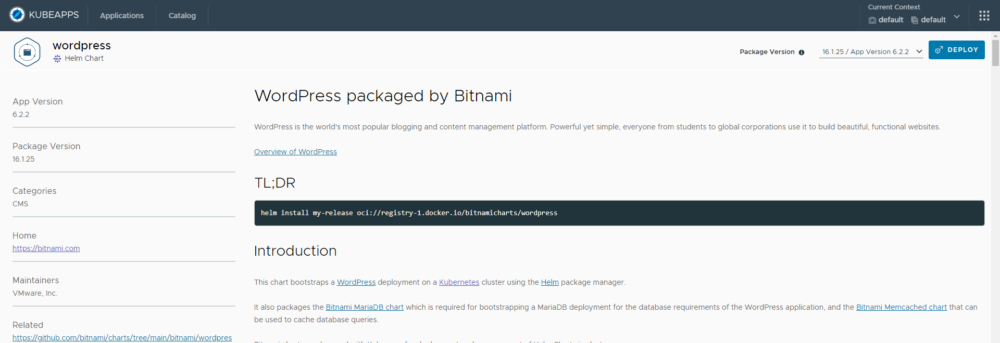 KUBEAPPS
Applications
Catalog
Current Context
default default
wordpress
HELM Helm Chart
Package Version
16.1.25 / App Version 6.2.2
DEPLOY
App Version
6.2.2
Package Version
16.1.25
Categories
CMS
Home
https://bitnami.com
Maintainers
VMware, Inc.
Related
https://github.com/bitnami/charts/tree/main/bitnami/wordpres
WordPress packaged by Bitnami
WordPress is the world's most popular blogging and content management platform. Powerful yet simple, everyone from students to global corporations use it to build beautiful, functional websites.
Overview of WordPress
TL;DR
helm install my-release oci://registry-1.docker.io/bitnamicharts/wordpress
Introduction
This chart bootstraps a WordPress deployment on a Kubernetes cluster using the Helm package manager.
It also packages the Bitnami MariaDB chart which is required for bootstrapping a MariaDB deployment for the database requirements of the WordPress application, and the Bitnami Memcached chart that can
be used to cache database queries.